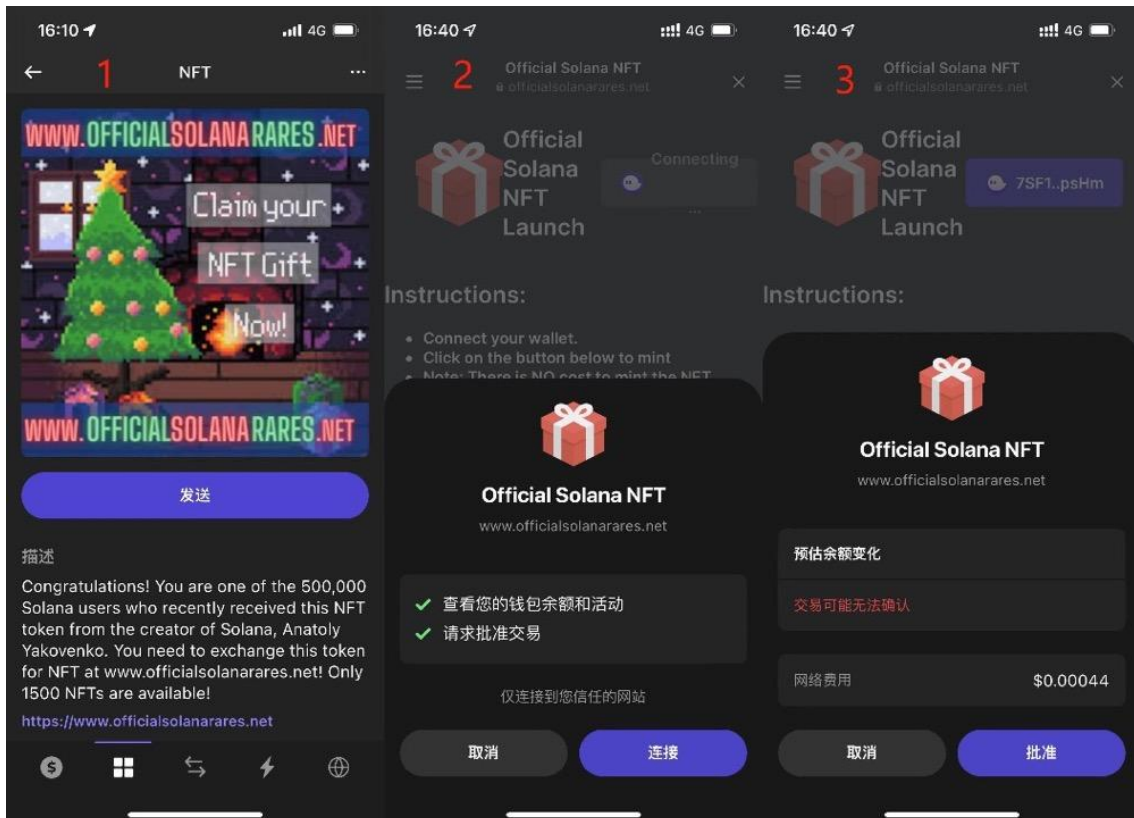 16:10
4G
1
NFT
...
WWW.OFFICIALSOLANARARES.NET
Claim your
NFT Gift
Now!
WWW.OFFICIALSOLANARARES.NET
发送
描述
Congratulations! You are one of the 500,000
Solana users who recently received this NFT
token from the creator of Solana, Anatoly
Yakovenko. You need to exchange this token
for NFT at www.officialsolanarares.net! Only
1500 NFTs are available!
https://www.officialsolanarares.net
16:40
4G
2
Official Solana NFT
officialsolanarares.net
Official
Solana
NFT
Launch
Connecting
...
Instructions:
• Connect your wallet.
• Click on the button below to mint
• Note: There is NO cost to mint the NFT
Official Solana NFT
www.officialsolanarares.net
查看您的钱包余额和活动
请求批准交易
仅连接到您信任的网站
取消
连接
16:40
4G
3
Official Solana NFT
officialsolanarares.net
Official
Solana
NFT
Launch
7SF1..psHm
Instructions:
Official Solana NFT
www.officialsolanarares.net
预估余额变化
交易可能无法确认
网络费用
$0.00044
取消
批准